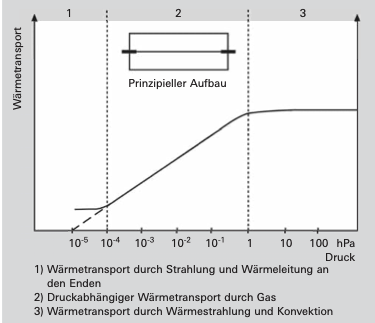 1 2 3
Wärmetransport
Prinzipieller Aufbau
10⁻⁵ 10⁻⁴ 10⁻³ 10⁻² 10⁻¹ 1 10 100 hPa
Druck
1) Wärmetransport durch Strahlung und Wärmeleitung an
den Enden
2) Druckabhängiger Wärmetransport durch Gas
3) Wärmetransport durch Wärmestrahlung und Konvektion